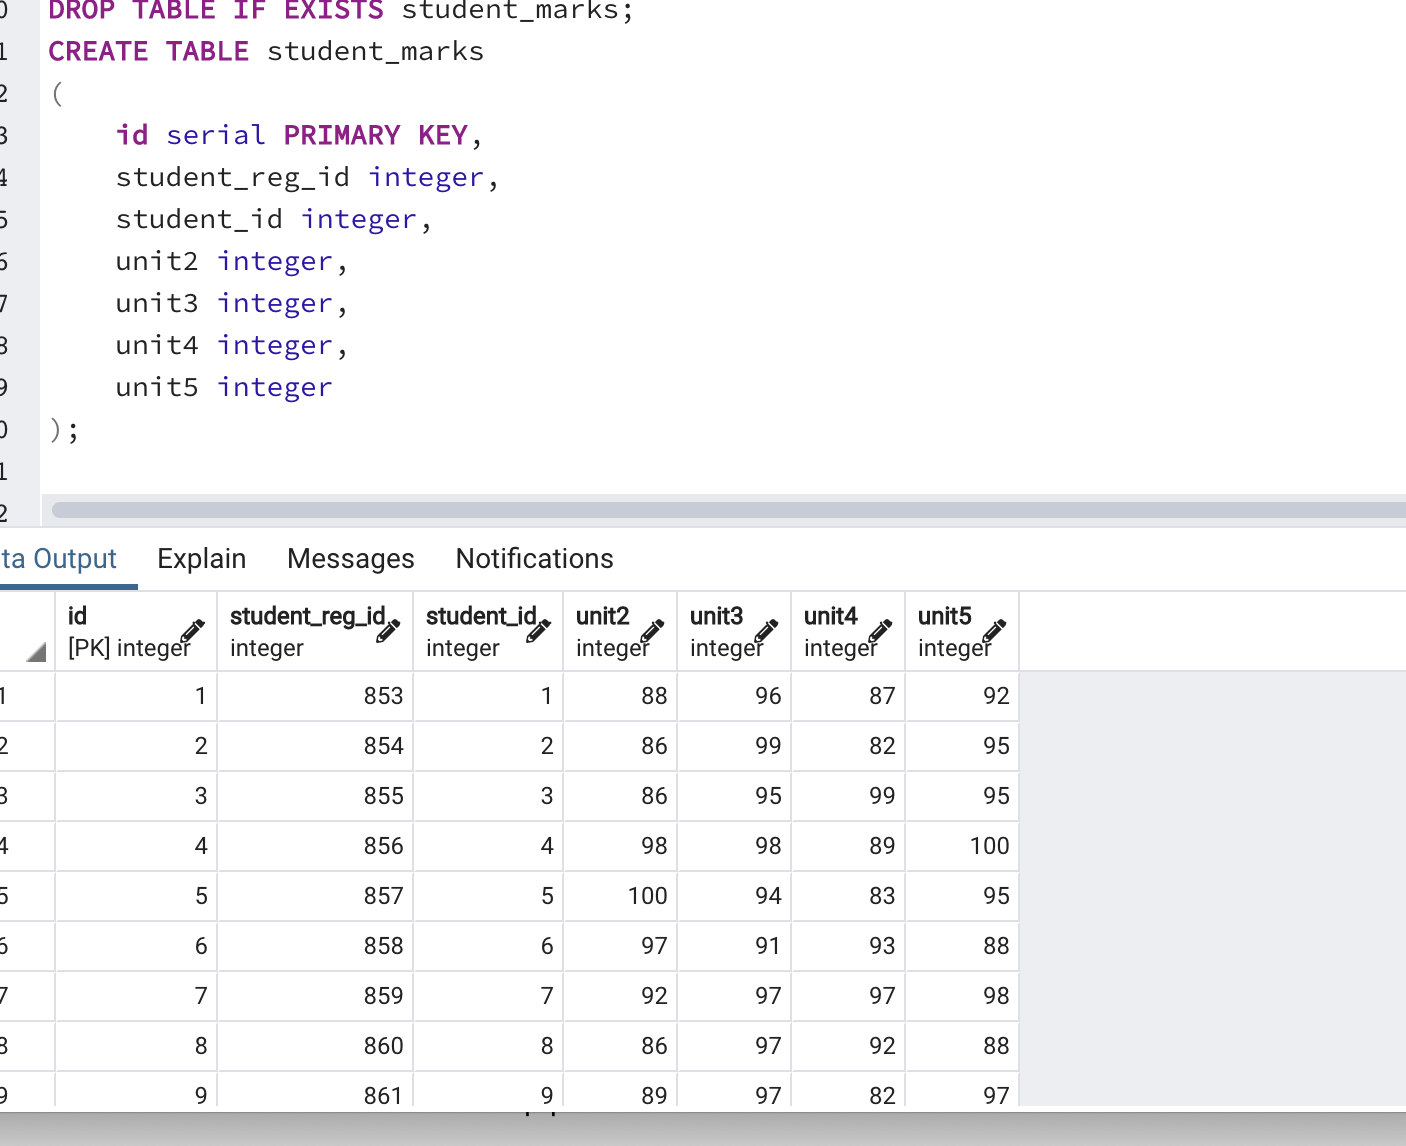 0 DROP TABLE IF EXISTS student_marks;
1 CREATE TABLE student_marks
2 (
3 id serial PRIMARY KEY,
4 student_reg_id integer,
5 student_id integer,
6 unit2 integer,
7 unit3 integer,
8 unit4 integer,
9 unit5 integer
0 );
1
2
ta Output Explain Messages Notifications
id student_reg_id student_id unit2 unit3 unit4 unit5
[PK] integer integer integer integer integer integer integer
1 1 853 1 88 96 87 92
2 2 854 2 86 99 82 95
3 3 855 3 86 95 99 95
4 4 856 4 98 98 89 100
5 5 857 5 100 94 83 95
6 6 858 6 97 91 93 88
7 7 859 7 92 97 97 98
8 8 860 8 86 97 92 88
9 9 861 9 89 97 82 97